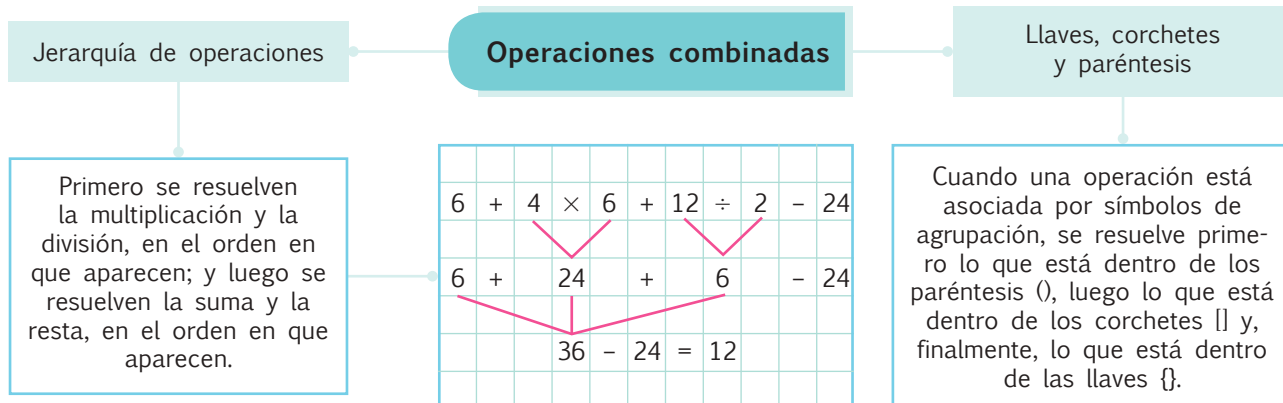 Operaciones combinadas
Jerarquía de operaciones
Primero se resuelven
la multiplicación y la
división, en el orden en
que aparecen; y luego se
resuelven la suma y la
resta, en el orden en que
aparecen.
6 + 4 × 6 + 12 ÷ 2 – 24
6 + 24 + 6 – 24
36 – 24 = 12
Llaves, corchetes
y paréntesis
Cuando una operación está
asociada por símbolos de
agrupación, se resuelve prime-
ro lo que está dentro de los
paréntesis (), luego lo que está
dentro de los corchetes [] y,
finalmente, lo que está dentro
de las llaves {}.